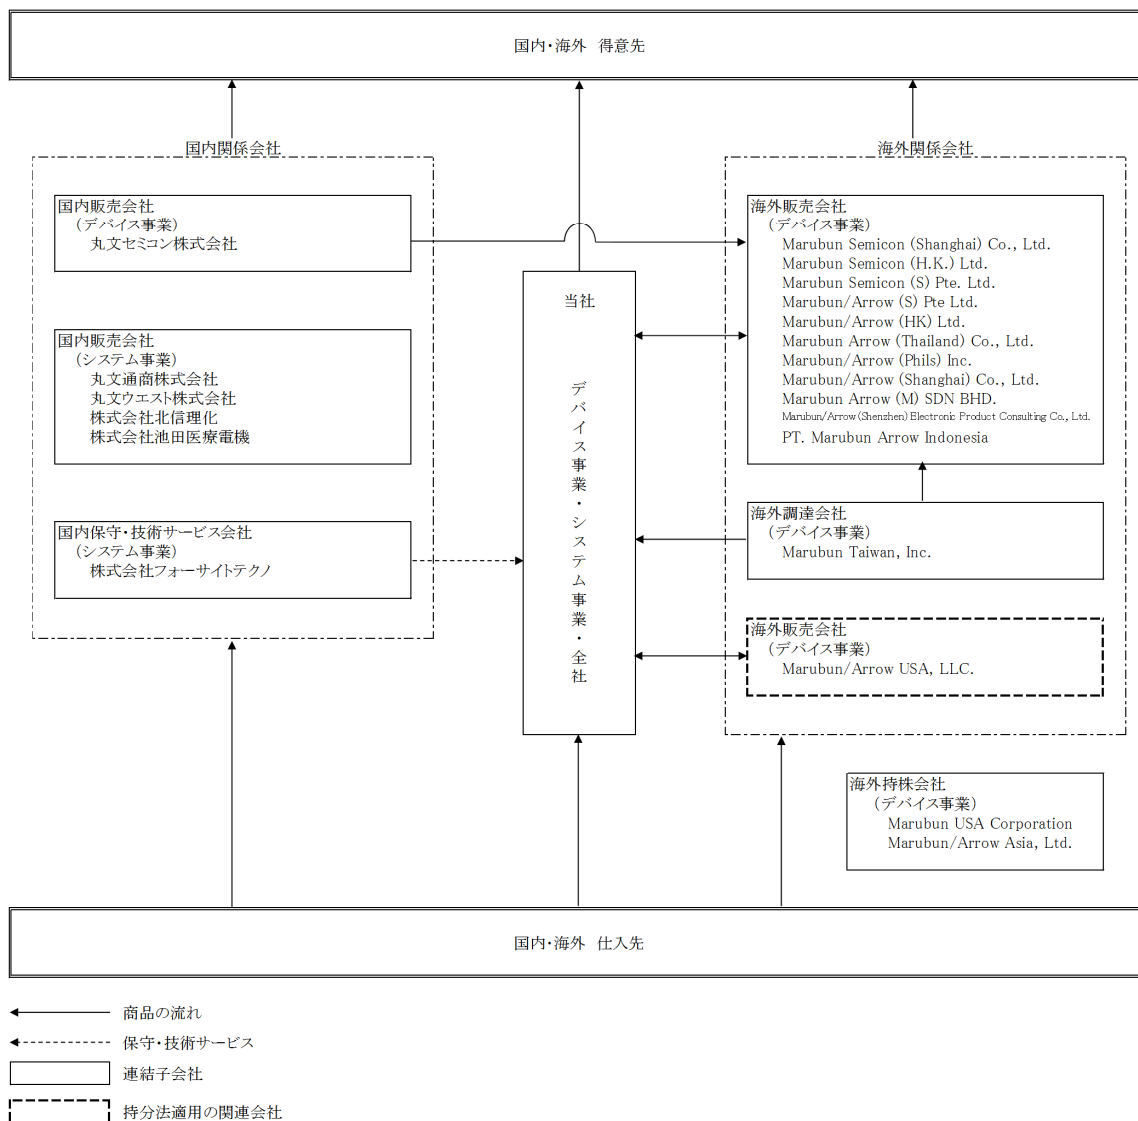 国内・海外 得意先
国内関係会社
国内販売会社
(デバイス事業)
丸文セミコン株式会社
国内販売会社
(システム事業)
丸文通商株式会社
丸文ウエスト株式会社
株式会社北信理化
株式会社池田医療電機
国内保守・技術サービス会社
(システム事業)
株式会社フォーサイトテクノ
当社
デバイス事業・システム事業・全社
海外関係会社
海外販売会社
(デバイス事業)
Marubun Semicon (Shanghai) Co., Ltd.
Marubun Semicon (H.K.) Ltd.
Marubun Semicon (S) Pte. Ltd.
Marubun/Arrow (S) Pte Ltd.
Marubun/Arrow (HK) Ltd.
Marubun Arrow (Thailand) Co., Ltd.
Marubun/Arrow (Phils) Inc.
Marubun/Arrow (Shanghai) Co., Ltd.
Marubun Arrow (M) SDN BHD.
Marubun/Arrow (Shenzhen) Electronic Product Consulting Co., Ltd.
PT. Marubun Arrow Indonesia
海外調達会社
(デバイス事業)
Marubun Taiwan, Inc.
海外販売会社
(デバイス事業)
Marubun/Arrow USA, LLC.
海外持株会社
(デバイス事業)
Marubun USA Corporation
Marubun/Arrow Asia, Ltd.
国内・海外 仕入先
商品の流れ
保守・技術サービス
連結子会社
持分法適用の関連会社